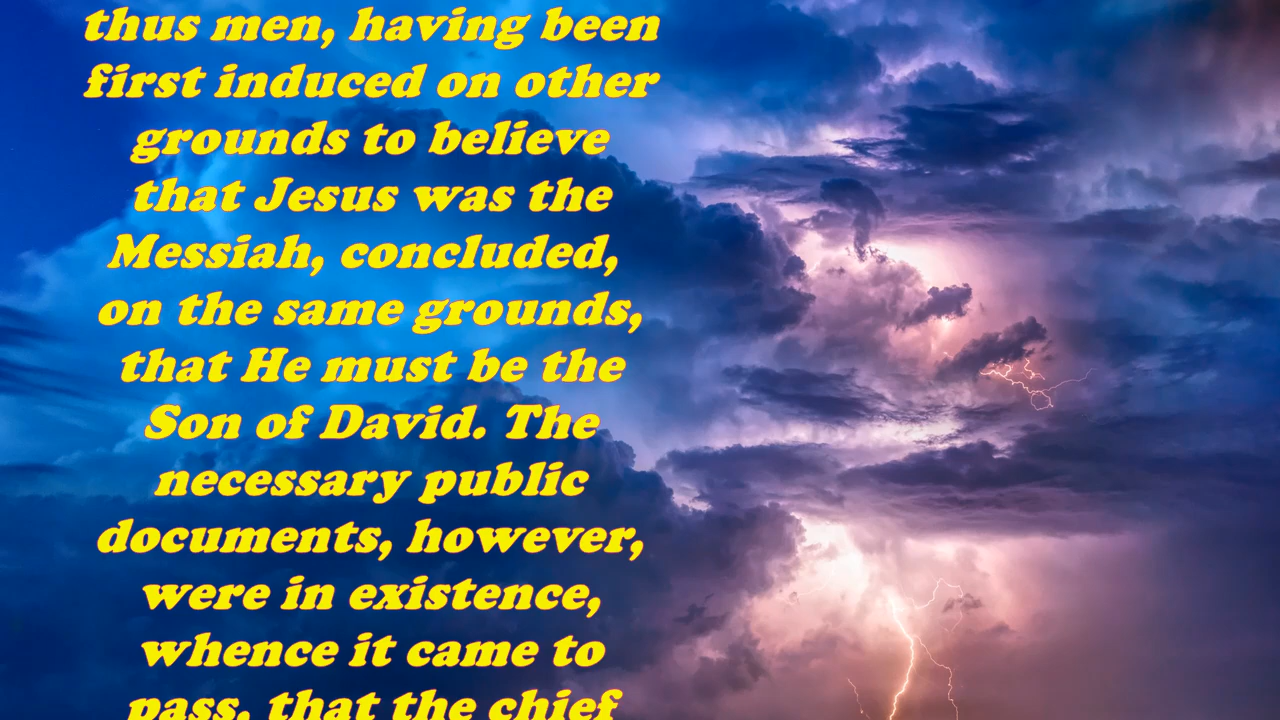 thus men, having been
first induced on other
grounds to believe
that Jesus was the
Messiah, concluded,
on the same grounds,
that He must be the
Son of David. The
necessary public
documents, however,
were in existence,
whence it came to
pass, that the chief